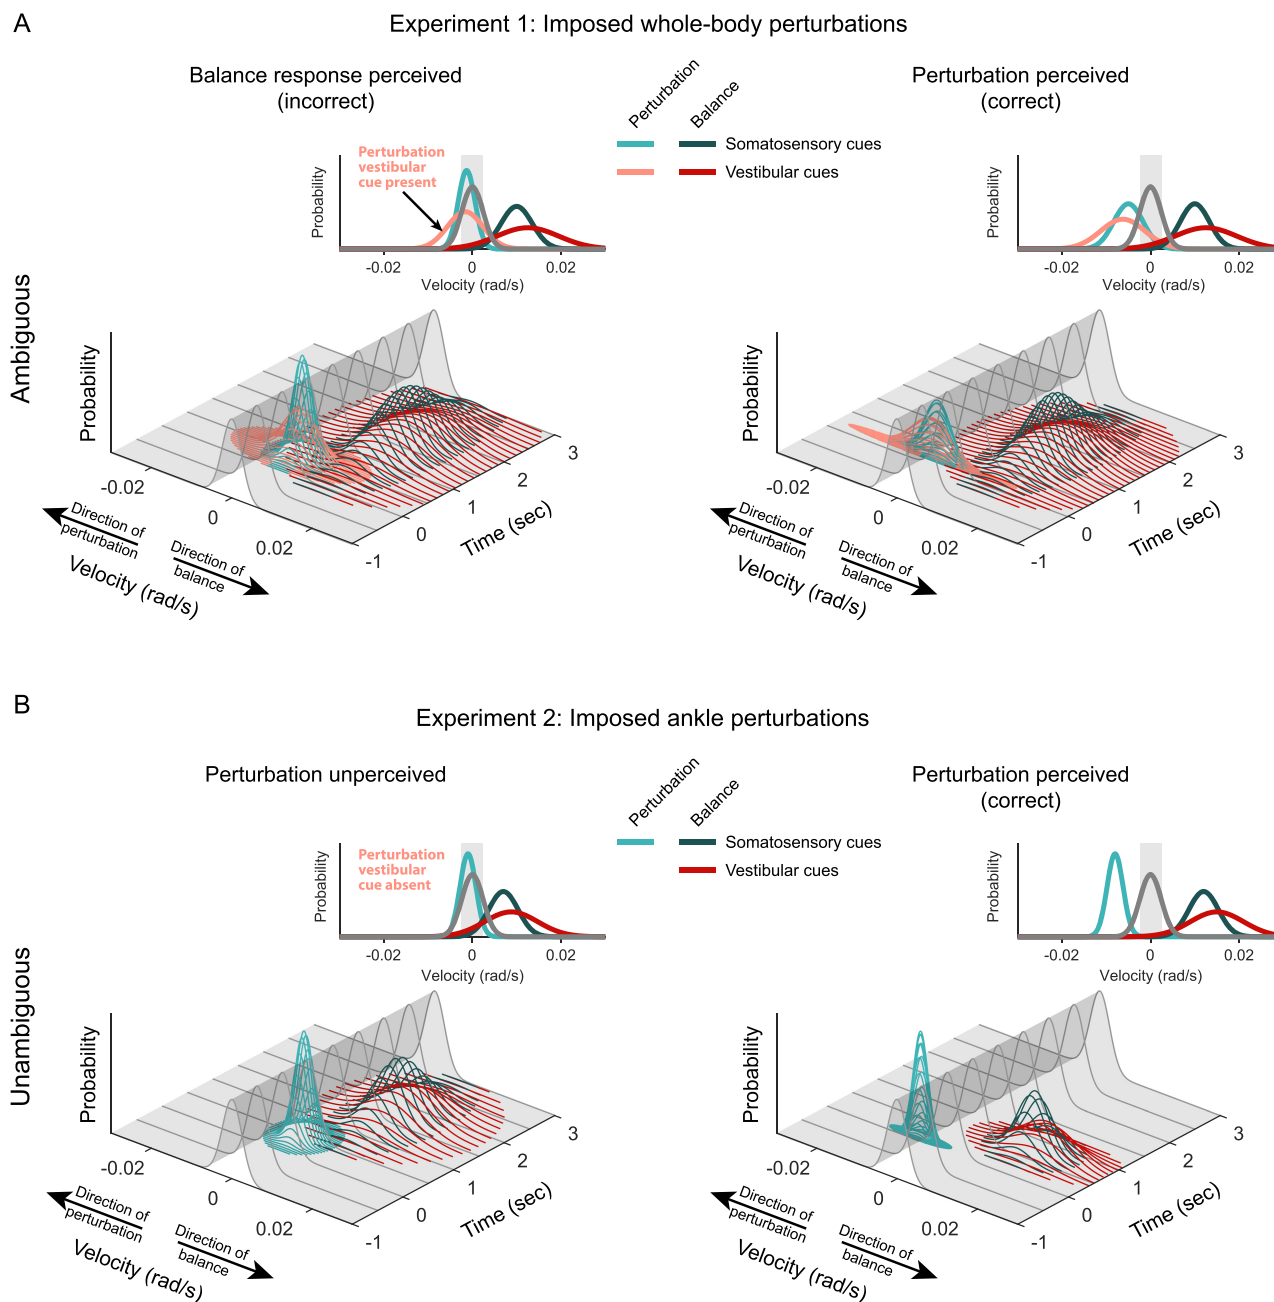 A
Experiment 1: Imposed whole-body perturbations
Balance response perceived
(incorrect)
Perturbation perceived
(correct)
Perturbation
Balance
Somatosensory cues
Vestibular cues
Perturbation
vestibular
cue present
Probability
-0.02
0
0.02
Velocity (rad/s)
Probability
-0.02
0
0.02
Velocity (rad/s)
Ambiguous
Probability
-0.02
0
0.02
-1
0
1
2
3
Time (sec)
Direction of
perturbation
Direction of
balance
Velocity (rad/s)
Probability
-0.02
0
0.02
-1
0
1
2
3
Time (sec)
Direction of
perturbation
Direction of
balance
Velocity (rad/s)
B
Experiment 2: Imposed ankle perturbations
Perturbation unperceived
Perturbation perceived
(correct)
Perturbation
Balance
Somatosensory cues
Vestibular cues
Perturbation
vestibular
cue absent
Probability
-0.02
0
0.02
Velocity (rad/s)
Probability
-0.02
0
0.02
Velocity (rad/s)
Unambiguous
Probability
-0.02
0
0.02
-1
0
1
2
3
Time (sec)
Direction of
perturbation
Direction of
balance
Velocity (rad/s)
Probability
-0.02
0
0.02
-1
0
1
2
3
Time (sec)
Direction of
perturbation
Direction of
balance
Velocity (rad/s)